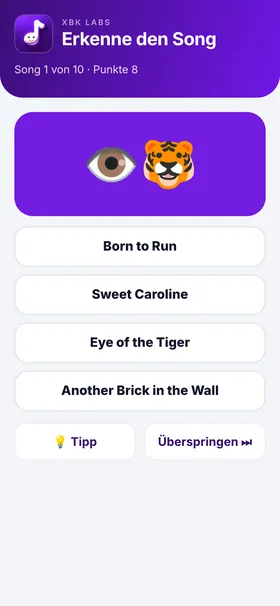 XBK LABS
Erkenne den Song
Song 1 von 10 · Punkte 8
Born to Run
Sweet Caroline
Eye of the Tiger
Another Brick in the Wall
💡 Tipp
Überspringen ⏭